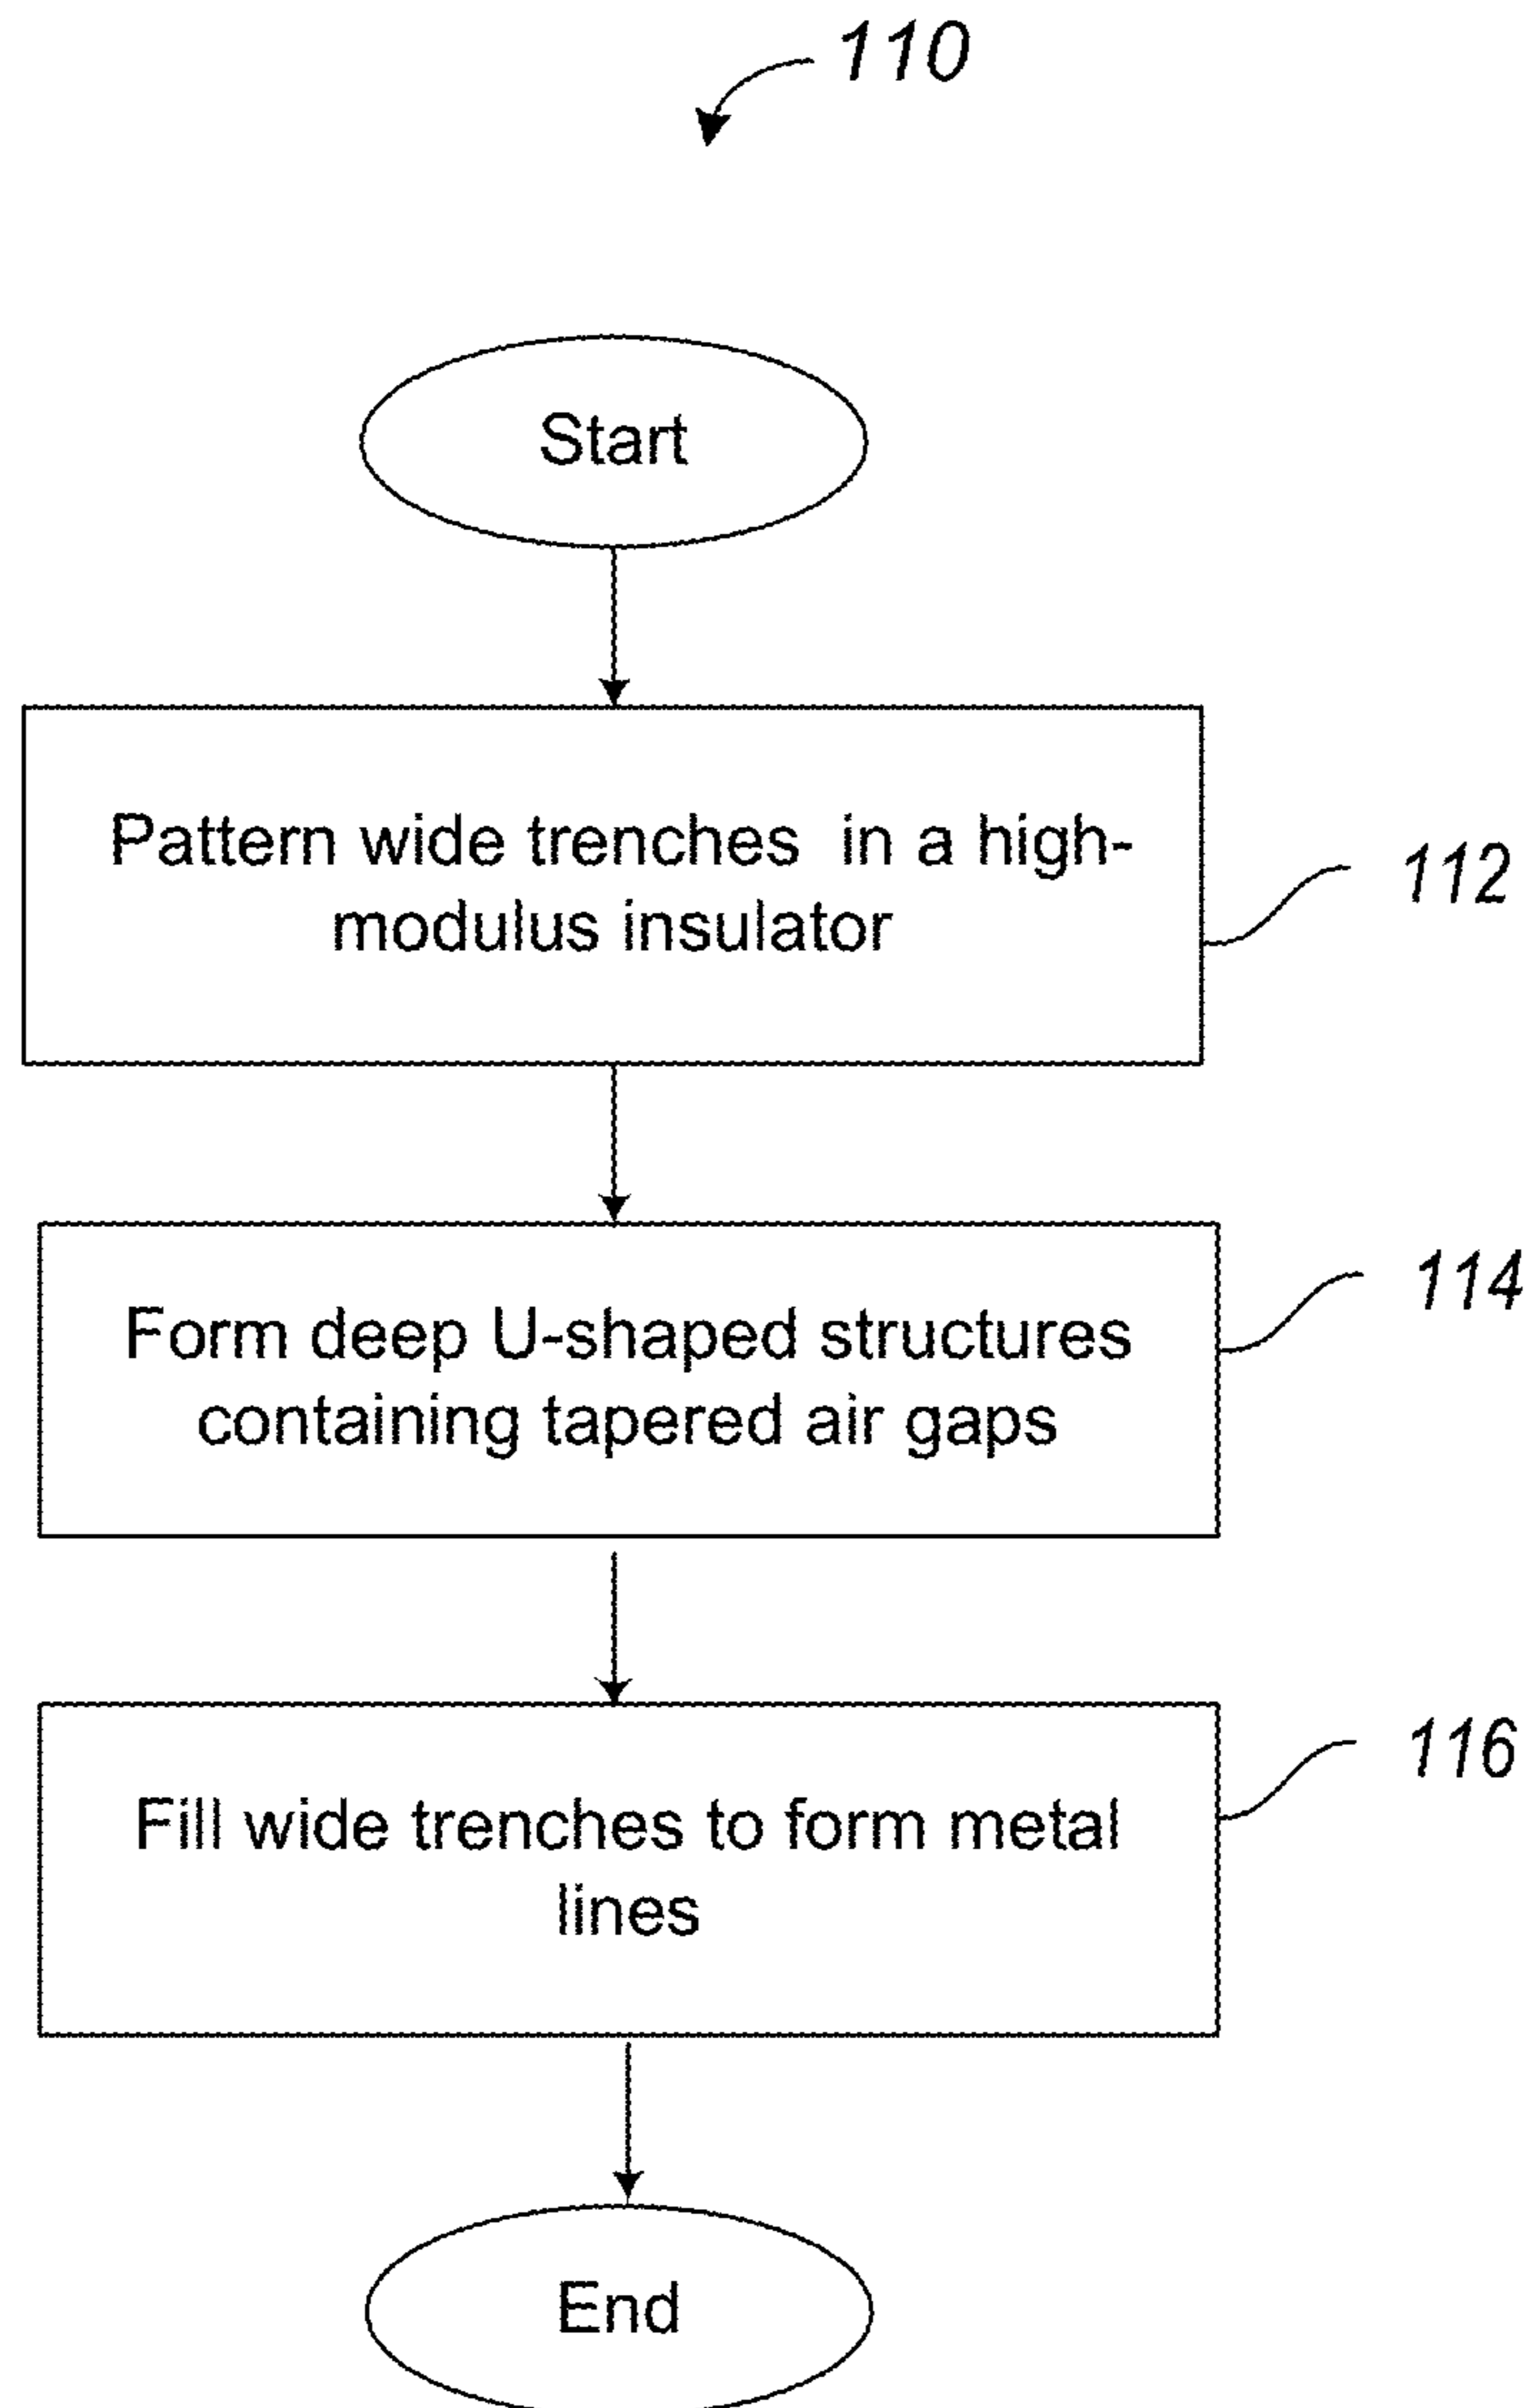 110
Start
Pattern wide trenches in a high-
modulus insulator
112
Form deep U-shaped structures
containing tapered air gaps
114
Fill wide trenches to form metal
lines
116
End